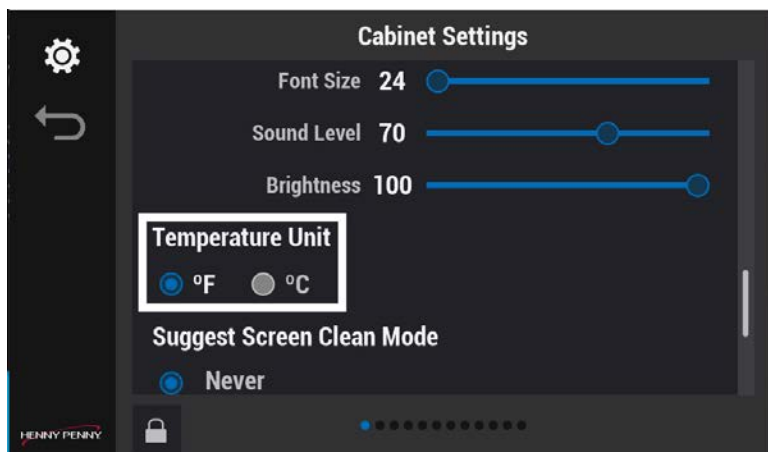 Cabinet Settings
Font Size 24
Sound Level 70
Brightness 100
Temperature Unit
ºF ºC
Suggest Screen Clean Mode
Never
HENNY PENNY